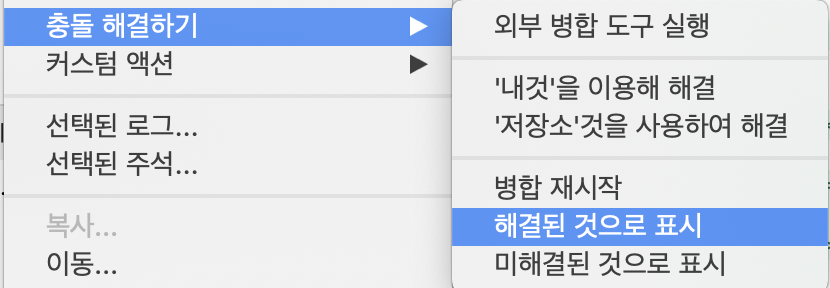 충돌 해결하기 ▶
커스텀 액션 ▶
선택된 로그...
선택된 주석...
복사...
이동...
외부 병합 도구 실행
'내것'을 이용해 해결
'저장소'것을 사용하여 해결
병합 재시작
해결된 것으로 표시
미해결된 것으로 표시